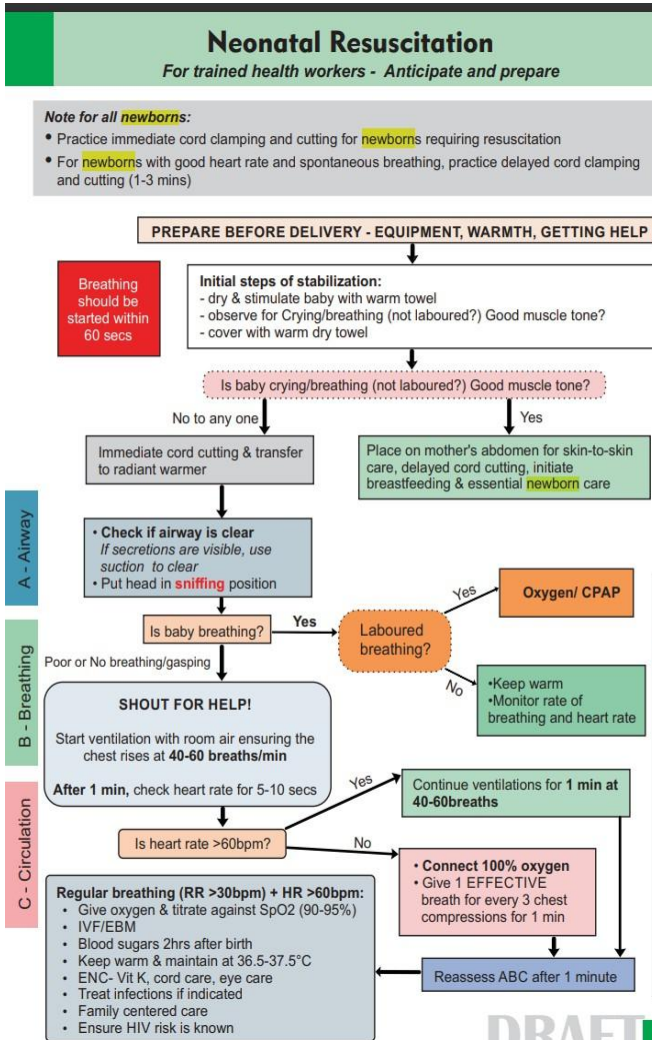 Neonatal Resuscitation
For trained health workers - Anticipate and prepare
Note for all newborns:
• Practice immediate cord clamping and cutting for newborns requiring resuscitation
• For newborns with good heart rate and spontaneous breathing, practice delayed cord clamping
and cutting (1-3 mins)
PREPARE BEFORE DELIVERY - EQUIPMENT, WARMTH, GETTING HELP
Breathing
should be
started within
60 secs
Initial steps of stabilization:
- dry & stimulate baby with warm towel
- observe for Crying/breathing (not laboured?) Good muscle tone?
- cover with warm dry towel
Is baby crying/breathing (not laboured?) Good muscle tone?
No to any one
Yes
Immediate cord cutting & transfer
to radiant warmer
Place on mother's abdomen for skin-to-skin
care, delayed cord cutting, initiate
breastfeeding & essential newborn care
A - Airway
• Check if airway is clear
If secretions are visible, use
suction to clear
• Put head in sniffing position
Is baby breathing?
Yes
Laboured
breathing?
Yes
Oxygen/ CPAP
No
•Keep warm
•Monitor rate of
breathing and heart rate
B - Breathing
Poor or No breathing/gasping
SHOUT FOR HELP!
Start ventilation with room air ensuring the
chest rises at 40-60 breaths/min
After 1 min, check heart rate for 5-10 secs
C - Circulation
Is heart rate >60bpm?
Yes
Continue ventilations for 1 min at
40-60breaths
No
• Connect 100% oxygen
• Give 1 EFFECTIVE
breath for every 3 chest
compressions for 1 min
Reassess ABC after 1 minute
Regular breathing (RR >30bpm) + HR >60bpm:
• Give oxygen & titrate against SpO2 (90-95%)
• IVF/EBM
• Blood sugars 2hrs after birth
• Keep warm & maintain at 36.5-37.5°C
• ENC- Vit K, cord care, eye care
• Treat infections if indicated
• Family centered care
• Ensure HIV risk is known
DRAFT